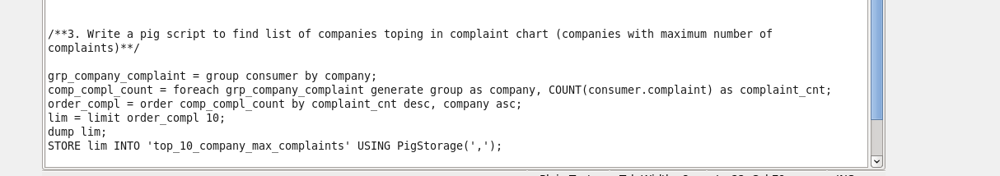 /**3. Write a pig script to find list of companies toping in complaint chart (companies with maximum number of
complaints)**/
grp_company_complaint = group consumer by company;
comp_compl_count = foreach grp_company_complaint generate group as company, COUNT(consumer.complaint) as complaint_cnt;
order_compl = order comp_compl_count by complaint_cnt desc, company asc;
lim = limit order_compl 10;
dump lim;
STORE lim INTO 'top_10_company_max_complaints' USING PigStorage(',');